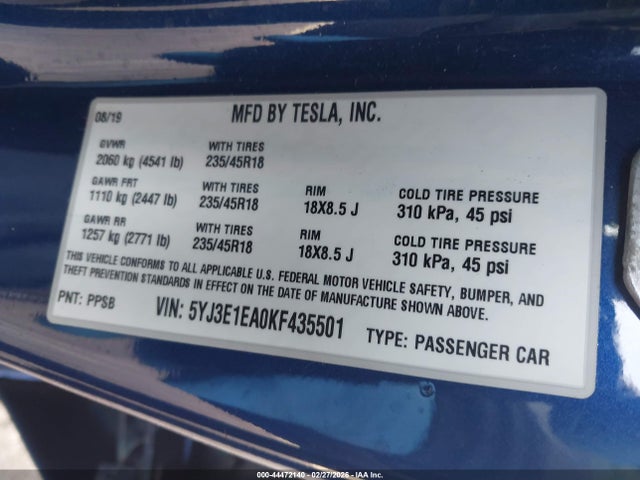 08/19 MFD BY TESLA, INC.
GVWR WITH TIRES
2060 kg (4541 lb) 235/45R18
GAWR FRT WITH TIRES RIM COLD TIRE PRESSURE
1110 kg (2447 lb) 235/45R18 18X8.5 J 310 kPa, 45 psi
GAWR RR WITH TIRES RIM COLD TIRE PRESSURE
1257 kg (2771 lb) 235/45R18 18X8.5 J 310 kPa, 45 psi
THIS VEHICLE CONFORMS TO ALL APPLICABLE U.S. FEDERAL MOTOR VEHICLE SAFETY, BUMPER, AND
THEFT PREVENTION STANDARDS IN EFFECT ON THE DATE OF MANUFACTURE SHOWN ABOVE.
PNT: PPSB VIN: 5YJ3E1EA0KF435501 TYPE: PASSENGER CAR
000-44472140 - 02/27/2026 - © IAA Inc.